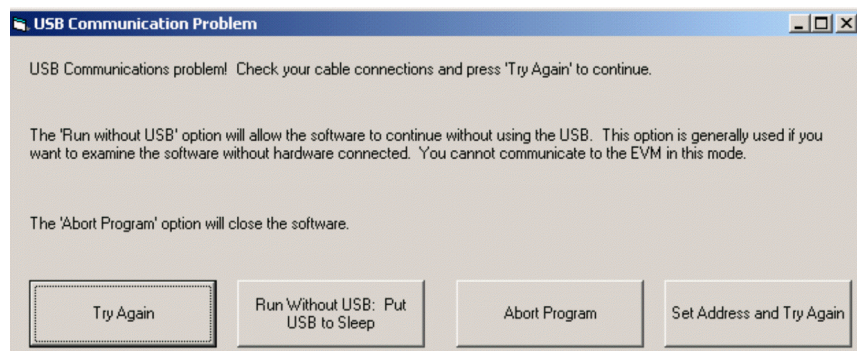 USB Communication Problem
USB Communications problem!  Check your cable connections and press 'Try Again' to continue.
The 'Run without USB' option will allow the software to continue without using the USB.  This option is generally used if you
want to examine the software without hardware connected.  You cannot communicate to the EVM in this mode.
The 'Abort Program' option will close the software.
Try Again
Run Without USB:  Put
USB to Sleep
Abort Program
Set Address and Try Again